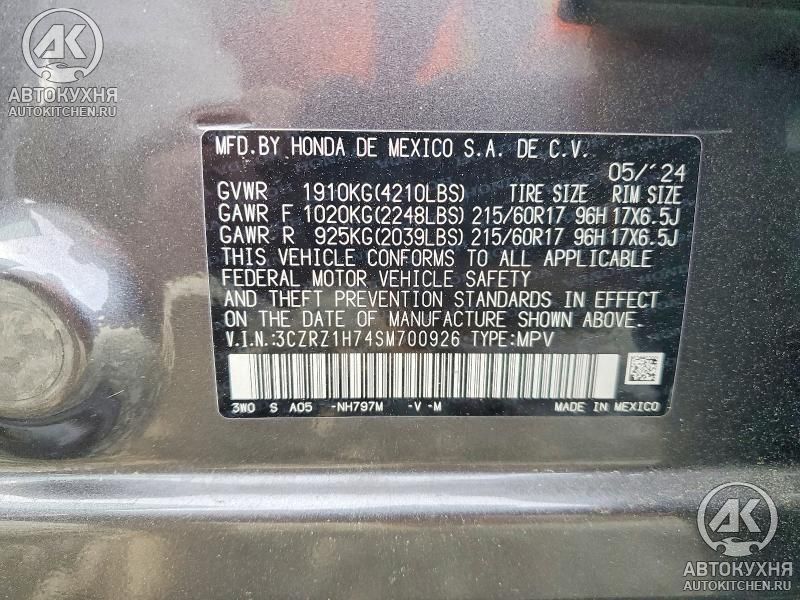 AK
АВТОКУХНЯ
AUTOKITCHEN.RU
MFD.BY HONDA DE MEXICO S.A. DE C.V.
05/'24
GVWR 1910KG(4210LBS) TIRE SIZE RIM SIZE
GAWR F 1020KG(2248LBS) 215/60R17 96H 17X6.5J
GAWR R 925KG(2039LBS) 215/60R17 96H 17X6.5J
THIS VEHICLE CONFORMS TO ALL APPLICABLE
FEDERAL MOTOR VEHICLE SAFETY
AND THEFT PREVENTION STANDARDS IN EFFECT
ON THE DATE OF MANUFACTURE SHOWN ABOVE.
V.I.N.:3CZRZ1H74SM700926 TYPE:MPV
3W0 S A05 -NH797M -V -M MADE IN MEXICO
AK
АВТОКУХНЯ
AUTOKITCHEN.RU